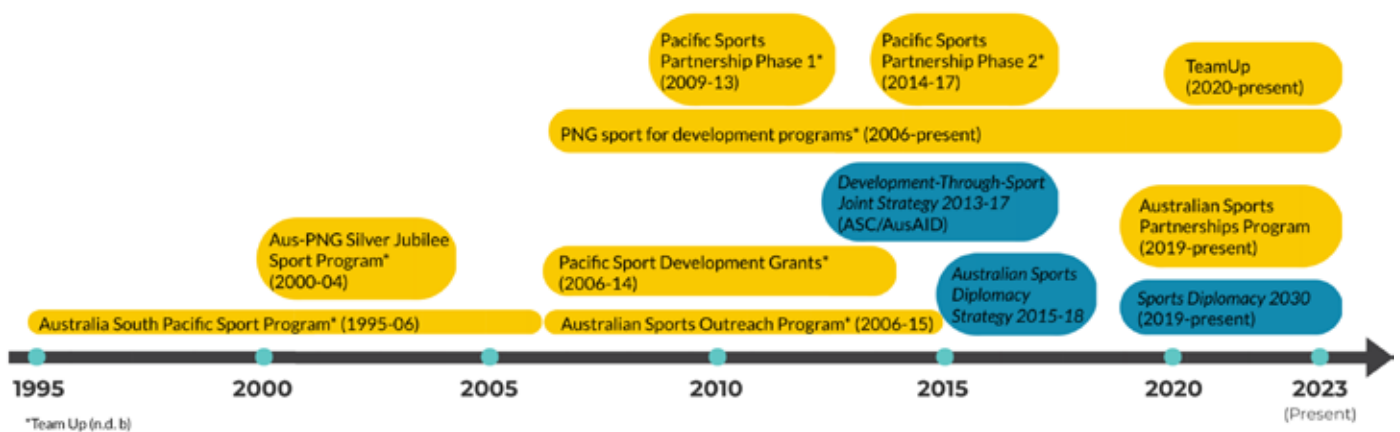 Pacific Sports
Partnership Phase 1*
(2009-13)
Pacific Sports
Partnership Phase 2*
(2014-17)
TeamUp
(2020-present)
PNG sport for development programs* (2006-present)
Development-Through-Sport
Joint Strategy 2013-17
(ASC/AusAID)
Australian Sports
Partnerships Program
(2019-present)
Aus-PNG Silver Jubilee
Sport Program*
(2000-04)
Pacific Sport Development Grants*
(2006-14)
Australian Sports
Diplomacy
Strategy 2015-18
Sports Diplomacy 2030
(2019-present)
Australia South Pacific Sport Program* (1995-06)
Australian Sports Outreach Program* (2006-15)
1995
2000
2005
2010
2015
2020
2023
(Present)
*Team Up (n.d. b)